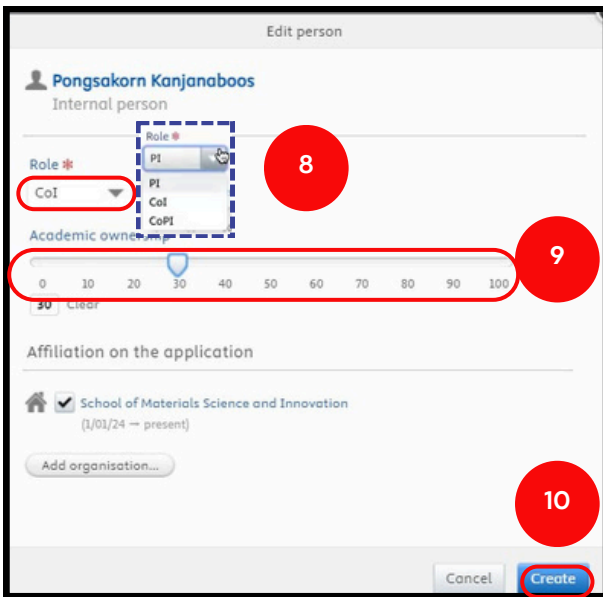 Edit person
Pongsakorn Kanjanaboos
Internal person
Role *
PI
PI
CoI
CoPI
8
Role *
CoI
Academic ownership
9
0 10 20 30 40 50 60 70 80 90 100
30 Clear
Affiliation on the application
School of Materials Science and Innovation
(1/01/24 — present)
Add organisation...
10
Cancel Create